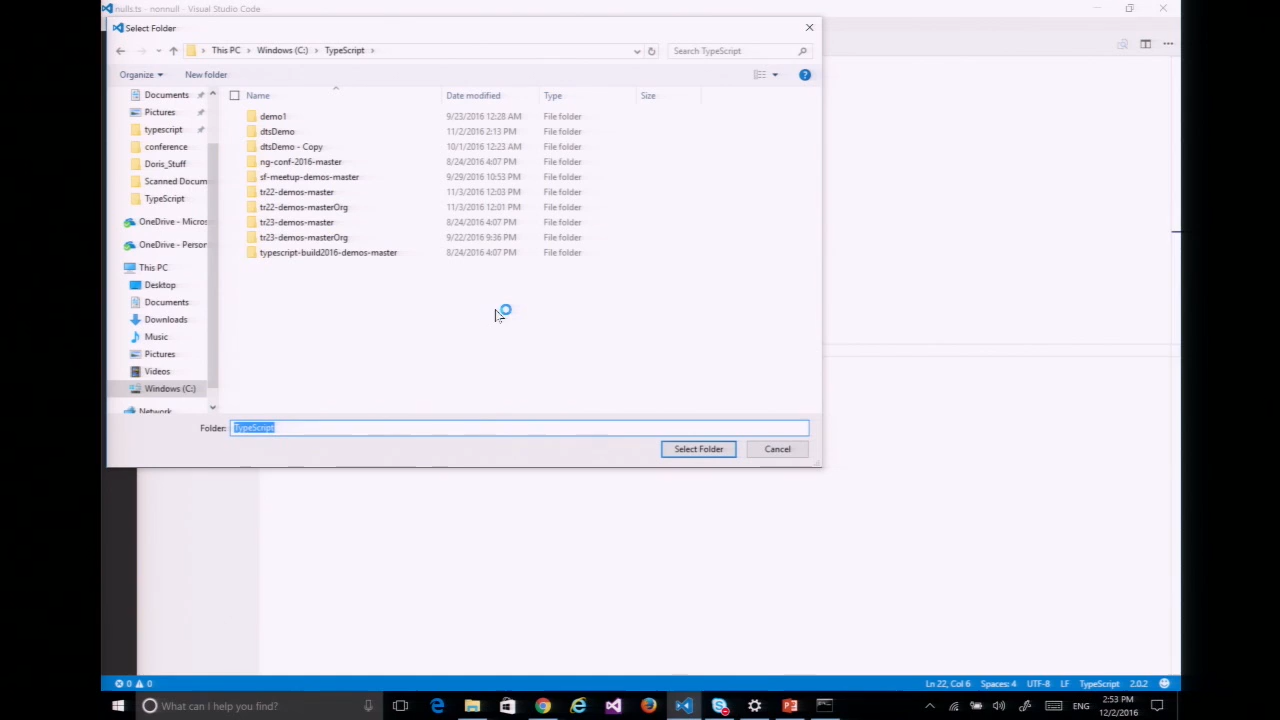 nulls.ts - nonnull - Visual Studio Code
Select Folder
This PC > Windows (C:) > TypeScript >
Search TypeScript
Organize
New folder
Name
Date modified
Type
Size
Documents
Pictures
typescript
conference
Doris_Stuff
Scanned Docum
TypeScript
OneDrive - Micros
OneDrive - Person
This PC
Desktop
Documents
Downloads
Music
Pictures
Videos
Windows (C:)
Network
demo1 9/23/2016 12:28 AM File folder
dtsDemo 11/2/2016 2:13 PM File folder
dtsDemo - Copy 10/1/2016 12:23 AM File folder
ng-conf-2016-master 8/24/2016 4:07 PM File folder
sf-meetup-demos-master 9/29/2016 10:53 PM File folder
tr22-demos-master 11/3/2016 12:03 PM File folder
tr22-demos-masterOrg 11/3/2016 12:01 PM File folder
tr23-demos-master 8/24/2016 4:07 PM File folder
tr23-demos-masterOrg 9/22/2016 9:36 PM File folder
typescript-build2016-demos-master 8/24/2016 4:07 PM File folder
Folder: TypeScript
Select Folder
Cancel
0 0
Ln 22, Col 6 Spaces: 4 UTF-8 LF TypeScript 2.0.2
What can I help you find?
ENG
2:53 PM
12/2/2016